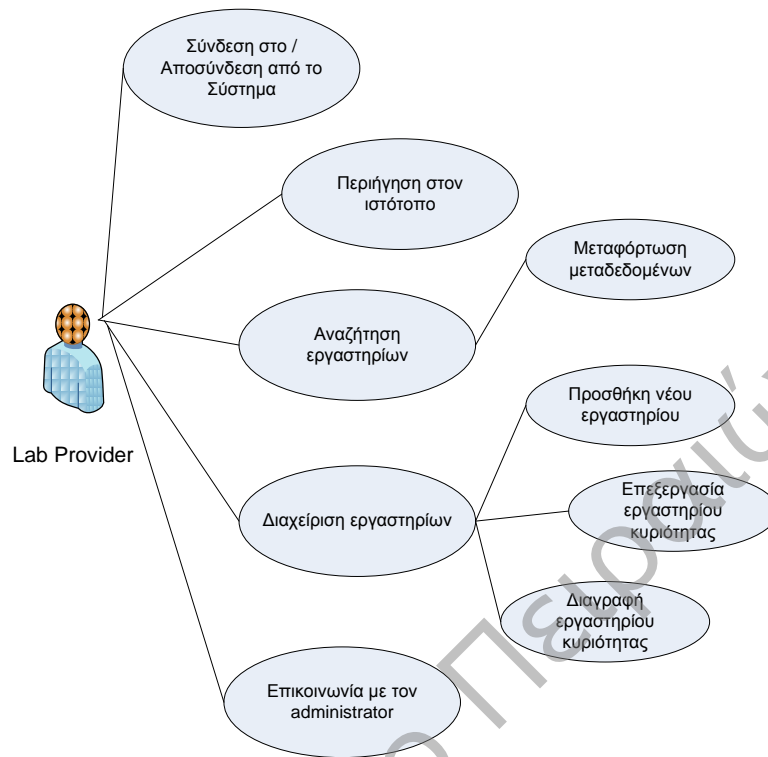 Σύνδεση στο /
Αποσύνδεση από το
Σύστημα
Περιήγηση στον
ιστότοπο
Μεταφόρτωση
μεταδεδομένων
Αναζήτηση
εργαστηρίων
Προσθήκη νέου
εργαστηρίου
Lab Provider
Διαχείριση εργαστηρίων
Επεξεργασία
εργαστηρίου
κυριότητας
Διαγραφή
εργαστηρίου
κυριότητας
Επικοινωνία με τον
administrator
ο Πειραιώ